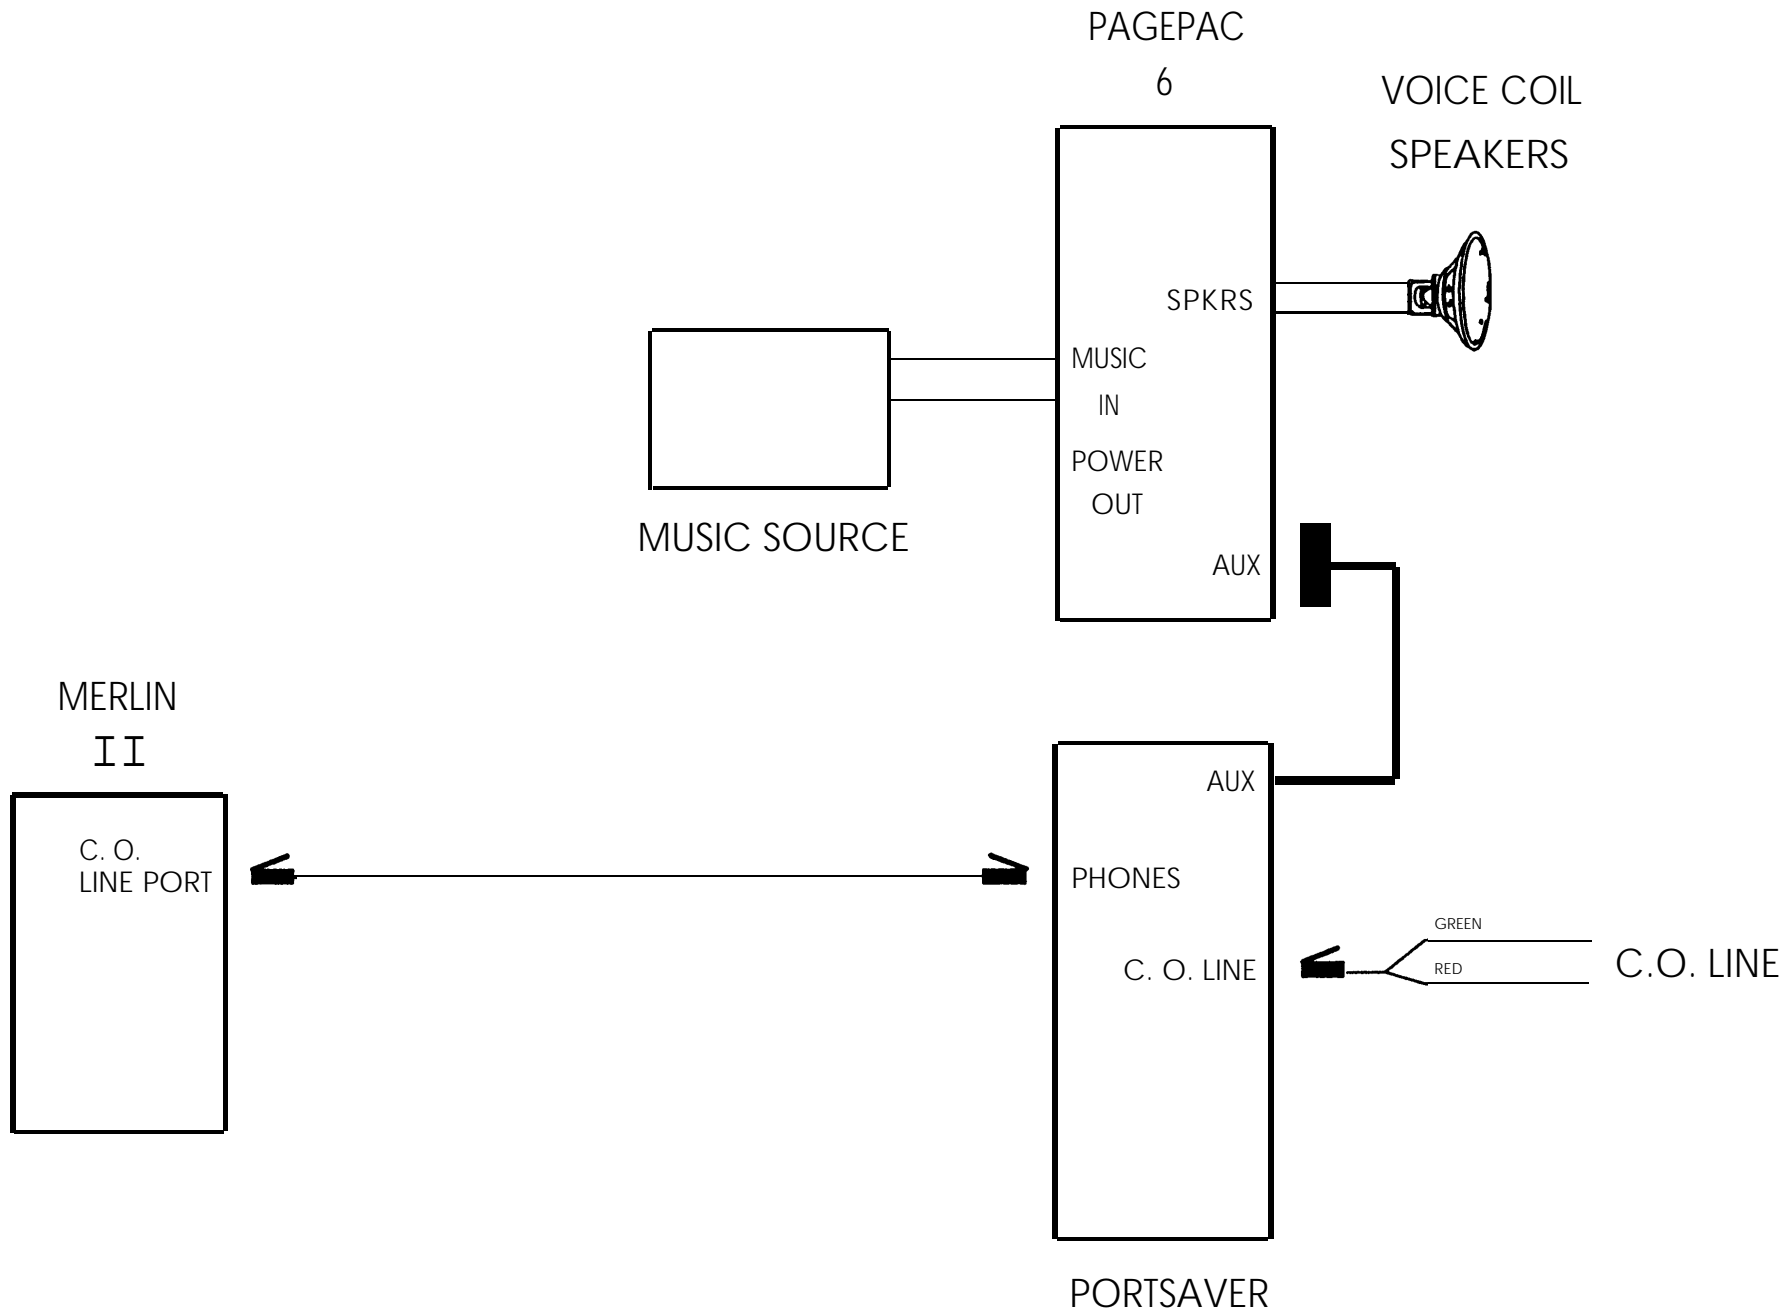 PAGEPAC
6
VOICE COIL
SPEAKERS
SPKRS
MUSIC
IN
POWER
OUT
MUSIC SOURCE
AUX
MERLIN
II
AUX
C. O.
LINE PORT
PHONES
GREEN
C. O. LINE
RED
C.O. LINE
PORTSAVER